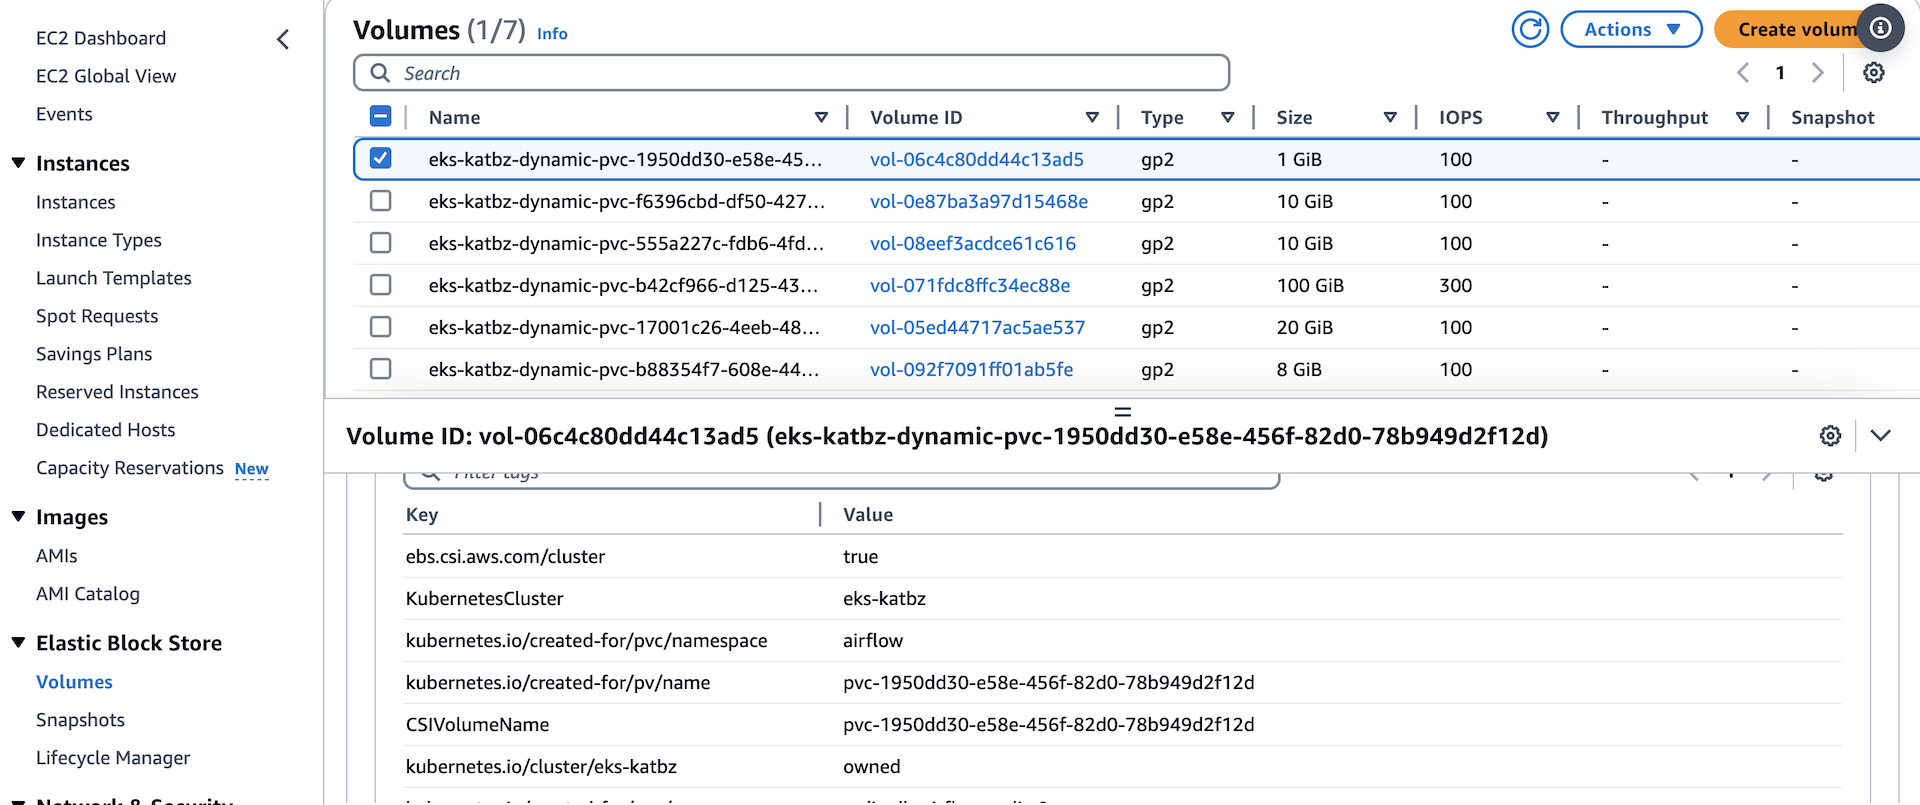 EC2 Dashboard
EC2 Global View
Events
Instances
Instances
Instance Types
Launch Templates
Spot Requests
Savings Plans
Reserved Instances
Dedicated Hosts
Capacity Reservations New
Images
AMIs
AMI Catalog
Elastic Block Store
Volumes
Snapshots
Lifecycle Manager
Network & Security
Volumes (1/7) Info
Actions
Create volum
Search
1
Name Volume ID Type Size IOPS Throughput Snapshot
eks-katbz-dynamic-pvc-1950dd30-e58e-45... vol-06c4c80dd44c13ad5 gp2 1 GiB 100 - -
eks-katbz-dynamic-pvc-f6396cbd-df50-427... vol-0e87ba3a97d15468e gp2 10 GiB 100 - -
eks-katbz-dynamic-pvc-555a227c-fdb6-4fd... vol-08eef3acdce61c616 gp2 10 GiB 100 - -
eks-katbz-dynamic-pvc-b42cf966-d125-43... vol-071fdc8ffc34ec88e gp2 100 GiB 300 - -
eks-katbz-dynamic-pvc-17001c26-4eeb-48... vol-05ed44717ac5ae537 gp2 20 GiB 100 - -
eks-katbz-dynamic-pvc-b88354f7-608e-44... vol-092f7091ff01ab5fe gp2 8 GiB 100 - -
Volume ID: vol-06c4c80dd44c13ad5 (eks-katbz-dynamic-pvc-1950dd30-e58e-456f-82d0-78b949d2f12d)
Filter tags
Key Value
ebs.csi.aws.com/cluster true
KubernetesCluster eks-katbz
kubernetes.io/created-for/pvc/namespace airflow
kubernetes.io/created-for/pv/name pvc-1950dd30-e58e-456f-82d0-78b949d2f12d
CSIVolumeName pvc-1950dd30-e58e-456f-82d0-78b949d2f12d
kubernetes.io/cluster/eks-katbz owned